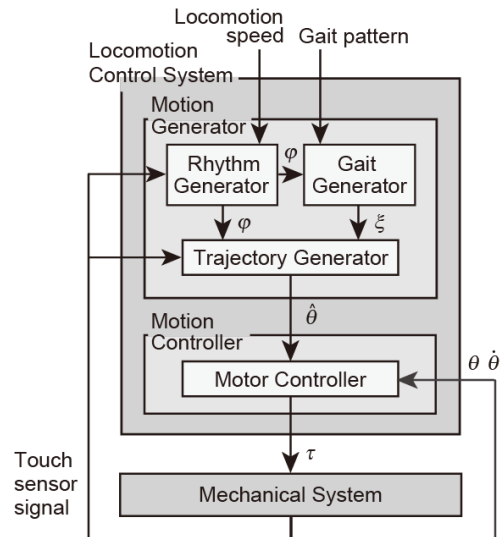 Locomotion
speed
Gait pattern
Locomotion
Control System
Motion
Generator
Rhythm
Generator
φ
Gait
Generator
φ
ξ
Trajectory Generator
θ̂
Motion
Controller
Motor Controller
θ θ̇
τ
Touch
sensor
signal
Mechanical System